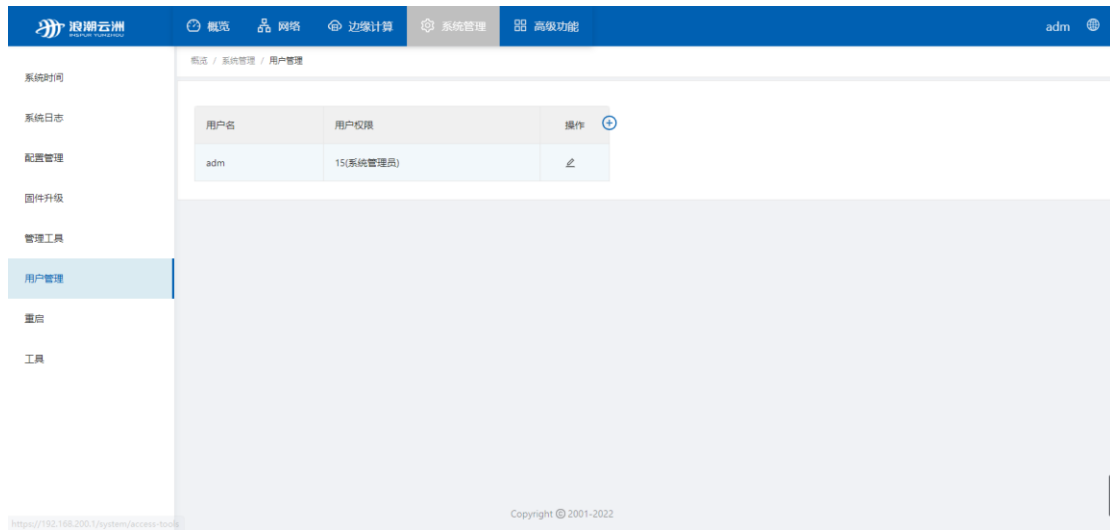 浪潮云洲
INSPUR YUNZHOU
概览 网络 边缘计算 系统管理 高级功能 adm
概览 / 系统管理 / 用户管理
系统时间
系统日志
配置管理
固件升级
管理工具
用户管理
重启
工具
用户名 用户权限 操作
adm 15(系统管理员)
Copyright © 2001-2022
https://192.168.200.1/system/access-tools